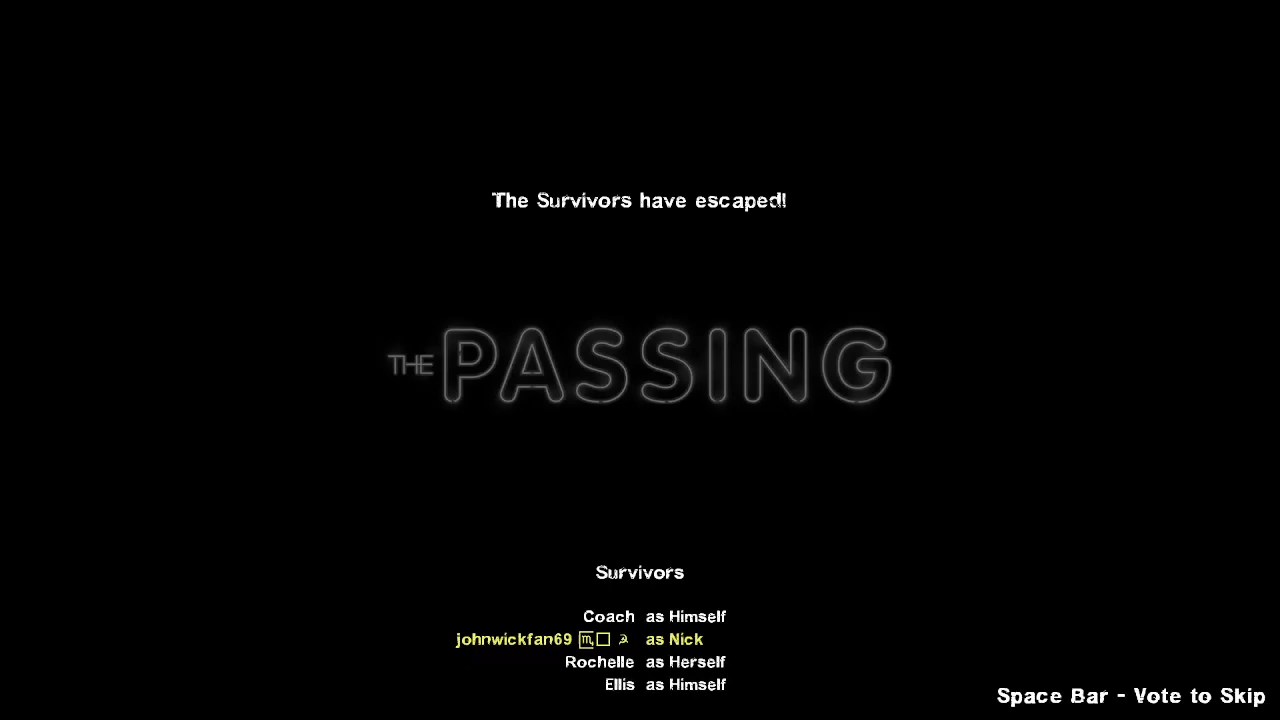 The Survivors have escaped!
THE PASSING
Survivors
Coach as Himself
johnwickfan69 ♏□ ☭ as Nick
Rochelle as Herself
Ellis as Himself
Space Bar - Vote to Skip